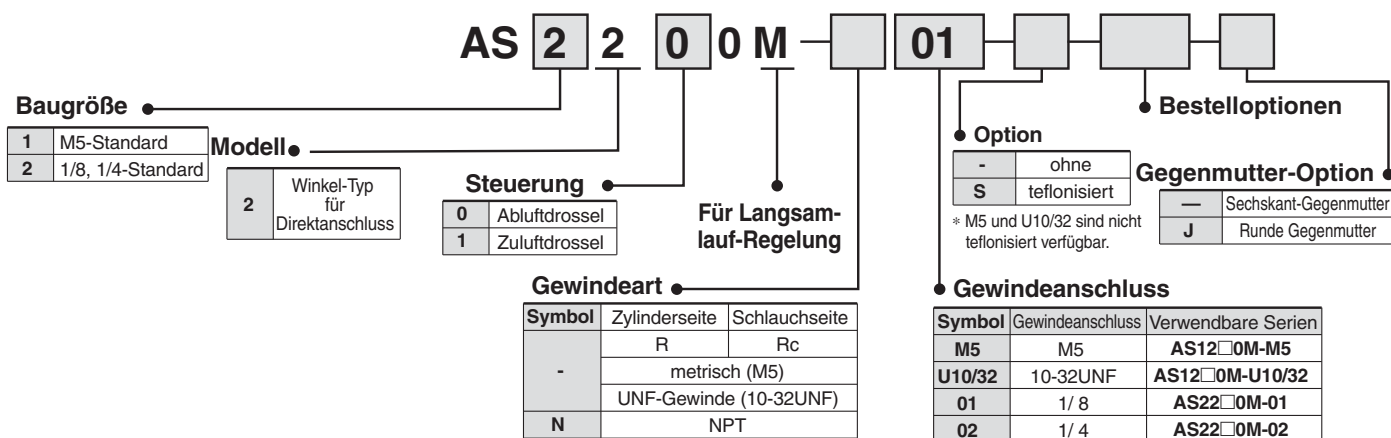 AS 2 2 0 0 M - 01 - - -
Baugröße
1 M5-Standard
2 1/8, 1/4-Standard
Modell
2 Winkel-Typ
für
Direktanschluss
Steuerung
0 Abluftdrossel
1 Zuluftdrossel
Für Langsam-
lauf-Regelung
Option
- ohne
S teflonisiert
* M5 und U10/32 sind nicht
teflonisiert verfügbar.
Bestelloptionen
Gegenmutter-Option
— Sechskant-Gegenmutter
J Runde Gegenmutter
Gewindeart
Symbol Zylinderseite Schlauchseite
- R Rc
metrisch (M5)
UNF-Gewinde (10-32UNF)
N NPT
Gewindeanschluss
Symbol Gewindeanschluss Verwendbare Serien
M5 M5 AS12□0M-M5
U10/32 10-32UNF AS12□0M-U10/32
01 1/ 8 AS22□0M-01
02 1/ 4 AS22□0M-02